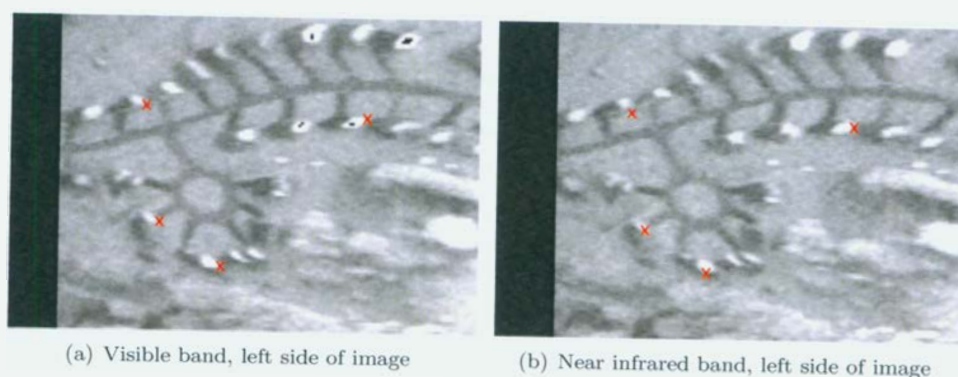 (a) Visible band, left side of image
(b) Near infrared band, left side of image